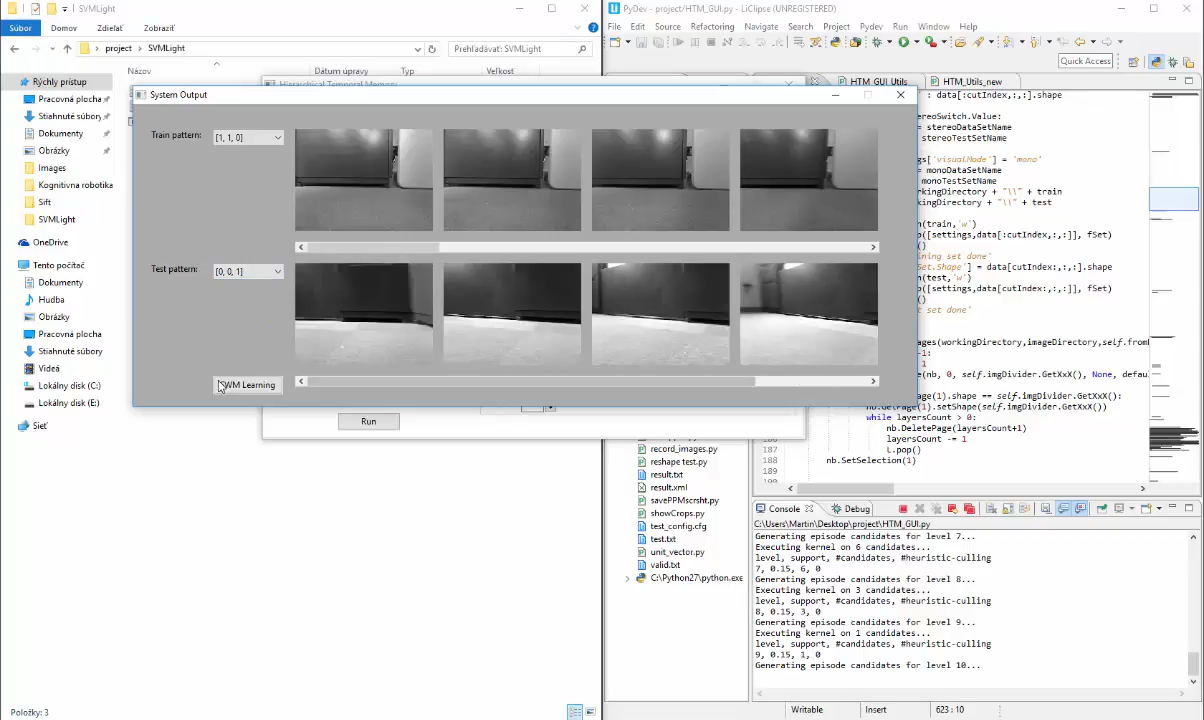 SVMLight
Súbor
Domov
Zdieľať
Zobraziť
project
SVMLight
Prehľadávať: SVMLight
Názov
Dátum úpravy
Typ
Veľkosť
Rýchly prístup
Pracovná plocha
Stiahnuté súbory
Dokumenty
Obrázky
Images
Kognitivna robotika
Sift
SVMLight
OneDrive
Tento počítač
Dokumenty
Hudba
Obrázky
Pracovná plocha
Stiahnuté súbory
Videá
Lokálny disk (C:)
Lokálny disk (E:)
Sieť
Položky: 3
Hierarchical Temporal Memory
System Output
Train pattern:
[1, 1, 0]
Test pattern:
[0, 0, 1]
WM Learning
Run
PyDev - project/HTM_GUI.py - LiClipse (UNREGISTERED)
File Edit Source Refactoring Navigate Search Project Pydev Run Window Help
Quick Access
HTM_GUI_Utils
HTM_Utils_new
: data[:cutIndex,:,:].shape
stereoSwitch.Value:
= stereoDataSetName
= stereoTestSetName
gs['visualMode'] = 'mono'
= monoDataSetName
monoTestSetName
orkingDirectory + "\\" + train
rkingDirectory + "\\" + test
n(train,'w')
p([settings,data[:cutIndex,:,:]], fSet)
()
ining set done'
Set.Shape'] = data[:cutIndex,:,:].shape
n(test,'w')
p([settings,data[cutIndex:,:,:]], fSet)
()
t set done'
ages(workingDirectory,imageDirectory,self.from
-1:
1
e(nb, 0, self.imgDivider.GetXxX(), None, defau
age(1).shape == self.imgDivider.GetXxX():
nb.GetPage(1).setShape(self.imgDivider.GetXxX())
while layersCount > 0:
nb.DeletePage(layersCount+1)
layersCount -= 1
187 L.pop()
188 nb.SetSelection(1)
189
record_images.py
reshape test.py
result.txt
result.xml
savePPMscrsht.py
showCrops.py
test_config.cfg
test.txt
unit_vector.py
valid.txt
C:\Python27\python.exe
Console
Debug
C:\Users\Martin\Desktop\project\HTM_GUI.py
Generating episode candidates for level 7...
Executing kernel on 6 candidates...
level, support, #candidates, #heuristic-culling
7, 0.15, 6, 0
Generating episode candidates for level 8...
Executing kernel on 3 candidates...
level, support, #candidates, #heuristic-culling
8, 0.15, 3, 0
Generating episode candidates for level 9...
Executing kernel on 1 candidates...
level, support, #candidates, #heuristic-culling
9, 0.15, 1, 0
Generating episode candidates for level 10...
Writable
Insert
623 : 10